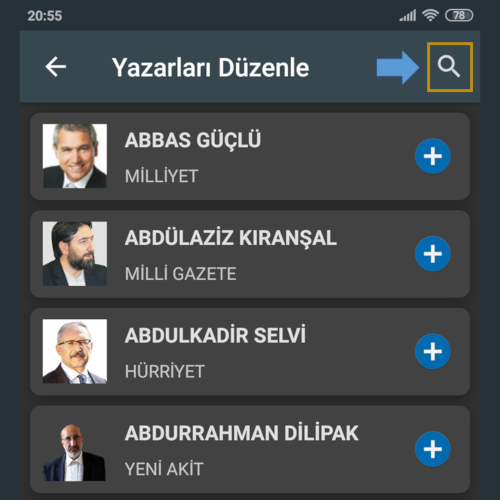 20:55
78
Yazarları Düzenle
ABBAS GÜÇLÜ
MİLLİYET
ABDÜLAZİZ KIRANŞAL
MİLLİ GAZETE
ABDULKADİR SELVİ
HÜRRİYET
ABDURRAHMAN DİLİPAK
YENİ AKİT